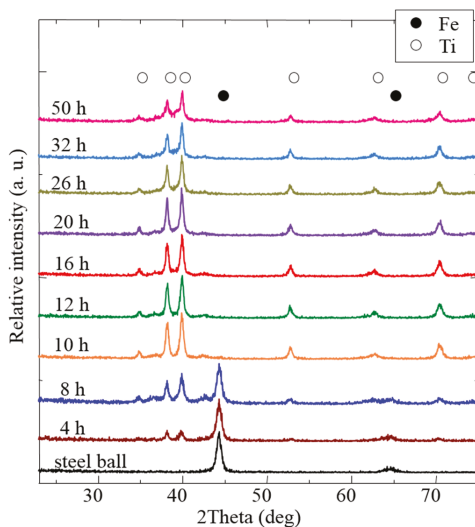 Fe
Ti
50 h
32 h
26 h
20 h
16 h
12 h
10 h
8 h
4 h
steel ball
Relative intensity (a. u.)
30 40 50 60 70
2Theta (deg)